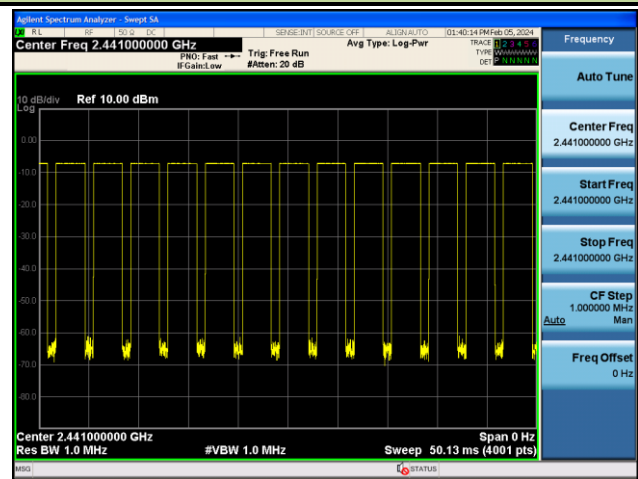 Agilent Spectrum Analyzer - Swept SA
RL RF 50 Ω DC SENSE:INT SOURCE OFF ALIGN AUTO 01:40:14 PM Feb 05, 2024
Center Freq 2.441000000 GHz
PNO: Fast
IFGain:Low
Trig: Free Run
#Atten: 20 dB
Avg Type: Log-Pwr
TRACE 1 2 3 4 5 6
TYPE
DET P N N N N N
10 dB/div Ref 10.00 dBm
Log
0.00
-10.0
-20.0
-30.0
-40.0
-50.0
-60.0
-70.0
-80.0
Center 2.441000000 GHz Span 0 Hz
Res BW 1.0 MHz #VBW 1.0 MHz Sweep 50.13 ms (4001 pts)
MSG STATUS
Frequency
Auto Tune
Center Freq
2.441000000 GHz
Start Freq
2.441000000 GHz
Stop Freq
2.441000000 GHz
CF Step
1.000000 MHz
Auto Man
Freq Offset
0 Hz